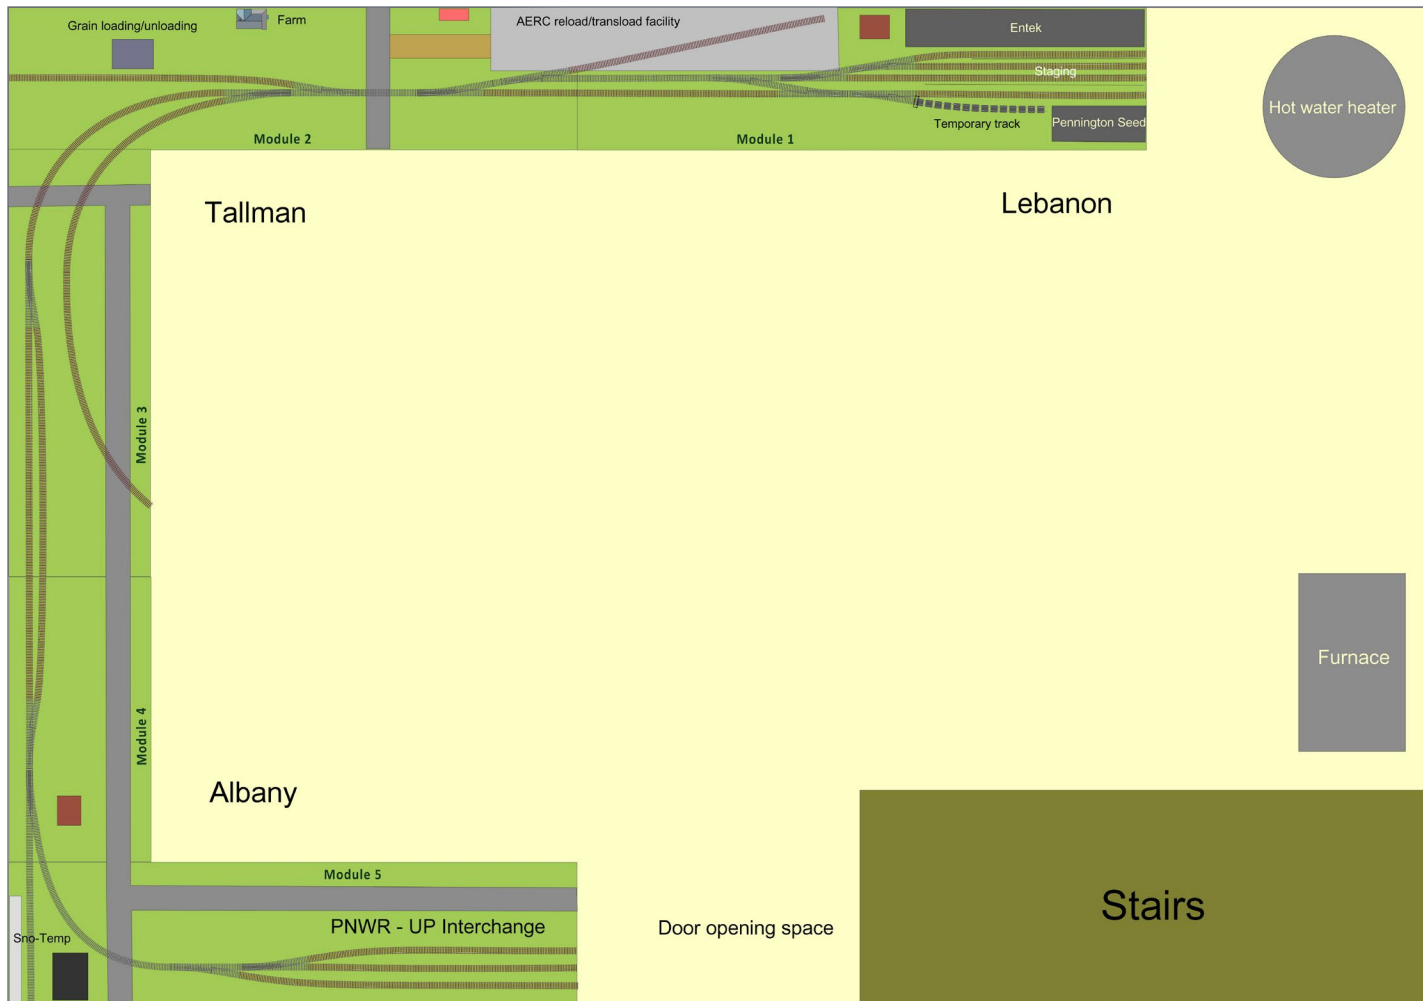 Grain loading/unloading
Farm
AERC reload/transload facility
Entek
Staging
Hot water heater
Temporary track
Pennington Seed
Module 2
Module 1
Tallman
Lebanon
Module 3
Furnace
Module 4
Albany
Module 5
Stairs
PNWR - UP Interchange
Door opening space
Sno-Temp